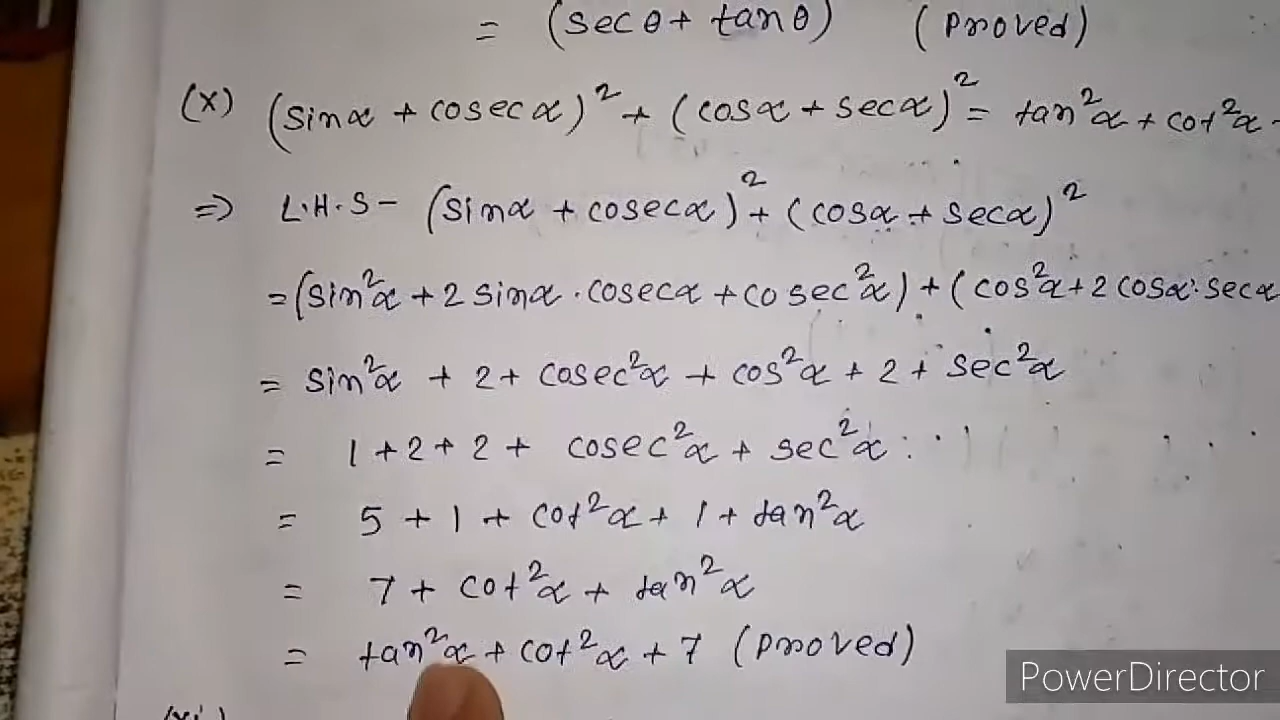 = (secθ + tanθ) (Proved)
(x) (sinα + cosecα)² + (cosα + secα)² = tan²α + cot²α +
⇒ L.H.S - (sinα + cosecα)² + (cosα + secα)²
= (sin²α + 2 sinα · cosecα + cosec²α) + (cos²α + 2 cosα · secα
= sin²α + 2 + cosec²α + cos²α + 2 + sec²α
= 1 + 2 + 2 + cosec²α + sec²α
= 5 + 1 + cot²α + 1 + tan²α
= 7 + cot²α + tan²α
= tan²α + cot²α + 7 (Proved)
PowerDirector